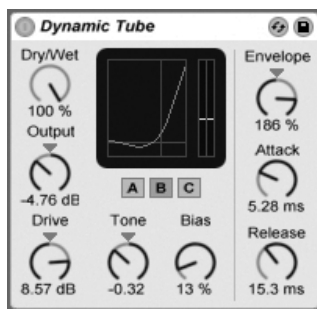 Dynamic Tube
Dry/Wet
100 %
Output
-4.76 dB
Drive
8.57 dB
A B C
Tone
-0.32
Bias
13 %
Envelope
186 %
Attack
5.28 ms
Release
15.3 ms